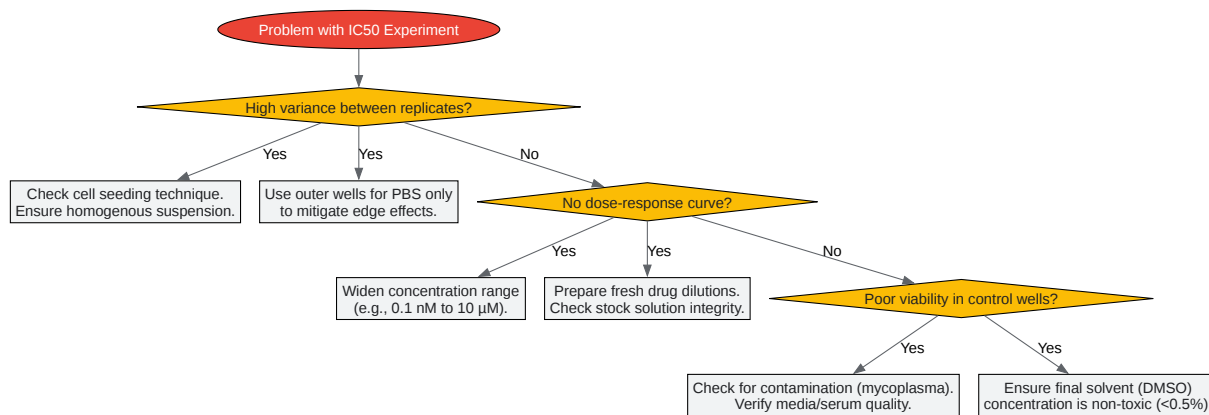 Problem with IC50 Experiment
High variance between replicates?
Yes
Yes
No
Check cell seeding technique.
Ensure homogenous suspension.
Use outer wells for PBS only
to mitigate edge effects.
No dose-response curve?
Yes
Yes
No
Widen concentration range
(e.g., 0.1 nM to 10 µM).
Prepare fresh drug dilutions.
Check stock solution integrity.
Poor viability in control wells?
Yes
Yes
Check for contamination (mycoplasma).
Verify media/serum quality.
Ensure final solvent (DMSO)
concentration is non-toxic (<0.5%)